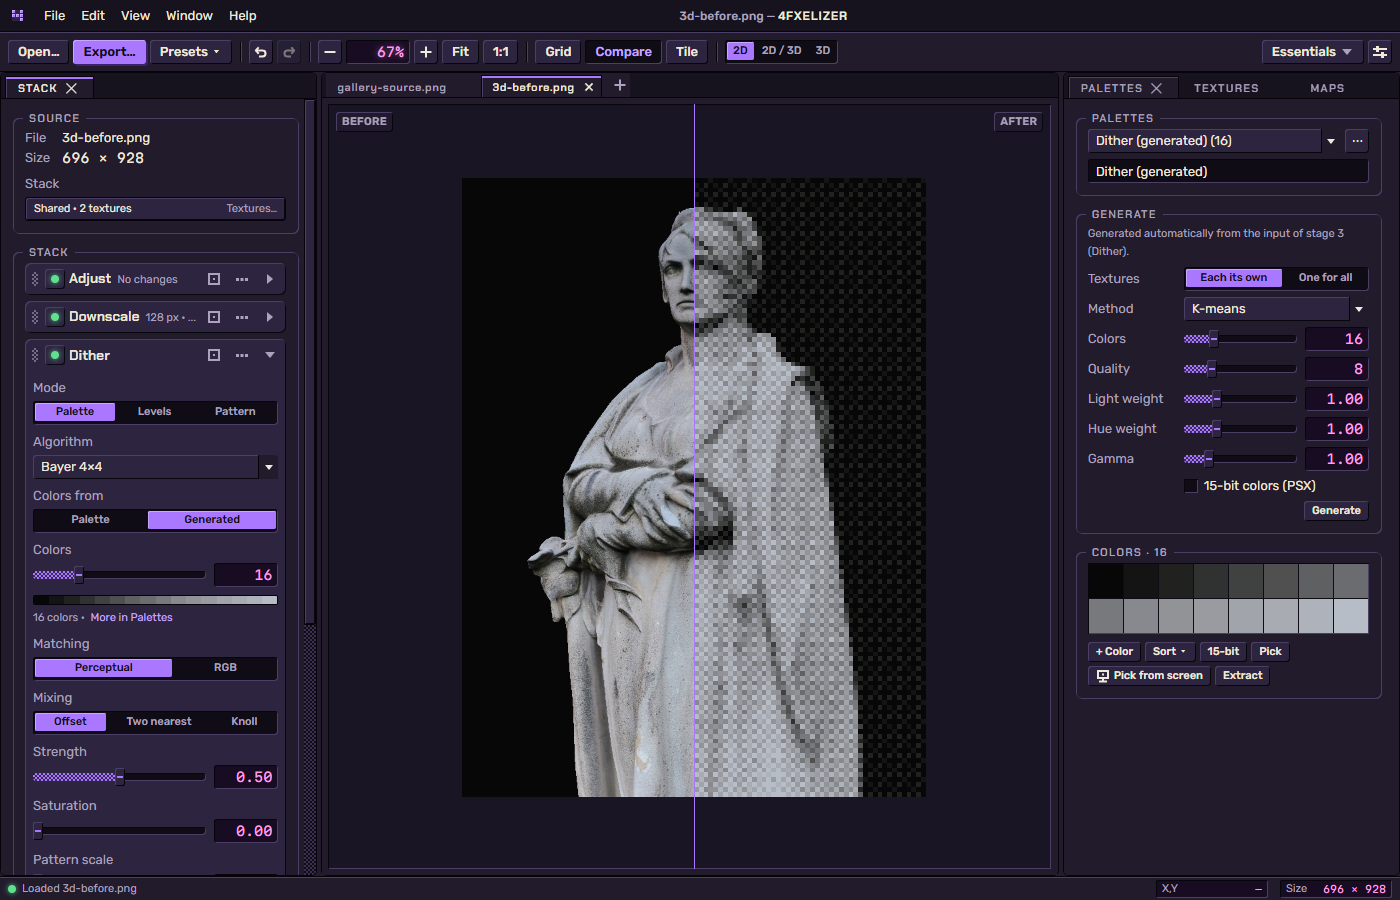 File Edit View Window Help
3d-before.png — 4FXELIZER
Open... Export... Presets 67% Fit 1:1 Grid Compare Tile 2D 2D / 3D 3D Essentials
STACK
gallery-source.png 3d-before.png
PALETTES TEXTURES MAPS
SOURCE
File 3d-before.png
Size 696 × 928
Stack
Shared • 2 textures Textures...
STACK
Adjust No changes
Downscale 128 px • ...
Dither
Mode
Palette Levels Pattern
Algorithm
Bayer 4×4
Colors from
Palette Generated
Colors
16
16 colors • More in Palettes
Matching
Perceptual RGB
Mixing
Offset Two nearest Knoll
Strength
0.50
Saturation
0.00
Pattern scale
BEFORE AFTER
PALETTES
Dither (generated) (16)
Dither (generated)
GENERATE
Generated automatically from the input of stage 3
(Dither).
Textures Each its own One for all
Method K-means
Colors 16
Quality 8
Light weight 1.00
Hue weight 1.00
Gamma 1.00
15-bit colors (PSX)
Generate
COLORS · 16
+ Color Sort 15-bit Pick
Pick from screen Extract
Loaded 3d-before.png
X,Y — Size 696 × 928